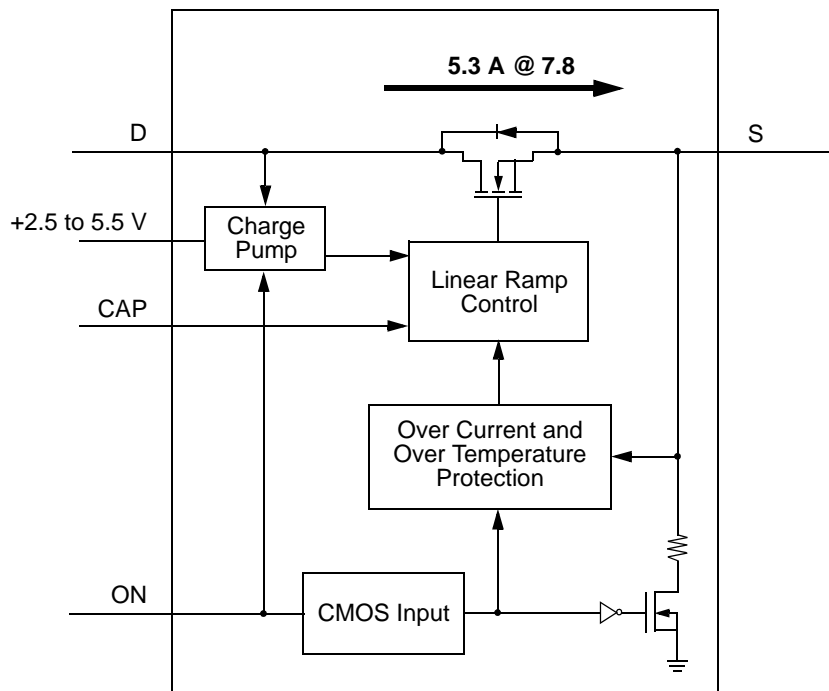 5.3 A @ 7.8
D
S
+2.5 to 5.5 V
Charge
Pump
Linear Ramp
Control
CAP
Over Current and
Over Temperature
Protection
ON
CMOS Input